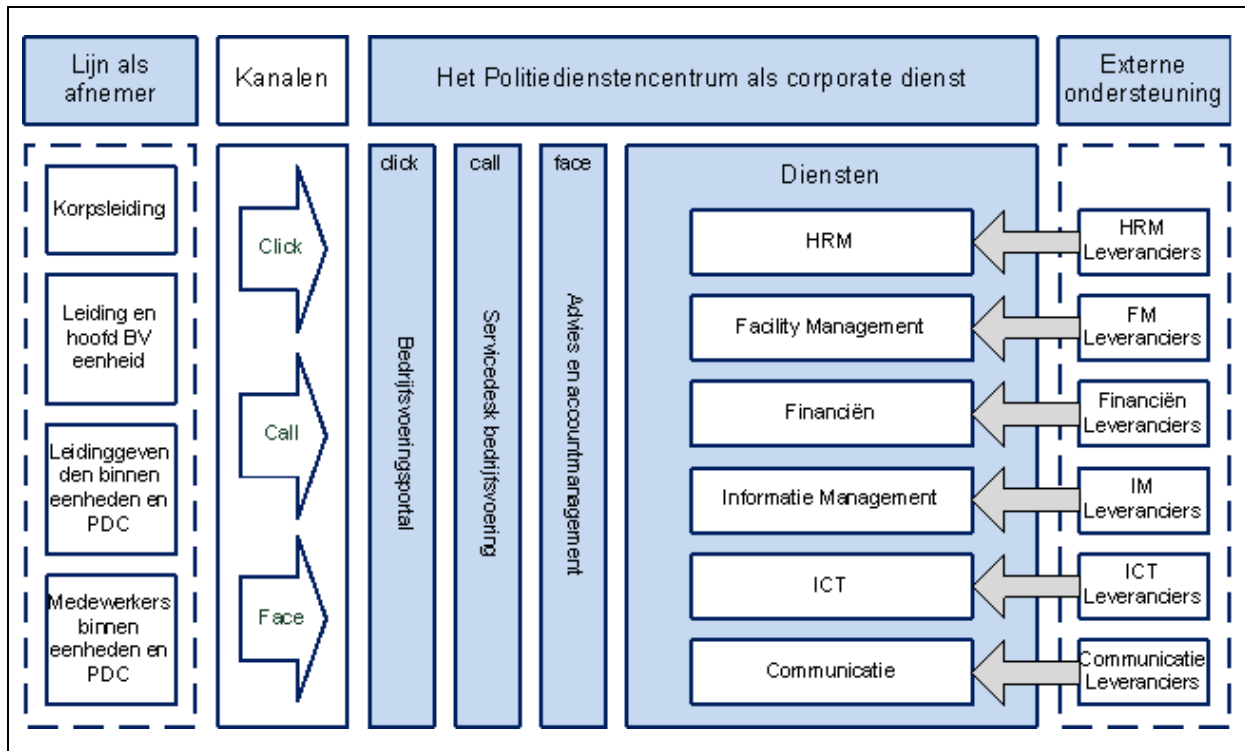 Lijn als
afnemer
Kanalen
Het Politiedienstencentrum als corporate dienst
Externe
ondersteuning
Korpsleiding
Leiding en
hoofd BV
eenheid
Leidinggeven
den binnen
eenheden en
PDC
Medewerkers
binnen
eenheden en
PDC
Click
Call
Face
click
Bedrijfsvoeringsportal
call
Servicedesk bedrijfsvoering
face
Advies en accountmanagement
Diensten
HRM
Facility Management
Financiën
Informatie Management
ICT
Communicatie
HRM
Leveranciers
FM
Leveranciers
Financiën
Leveranciers
IM
Leveranciers
ICT
Leveranciers
Communicatie
Leveranciers